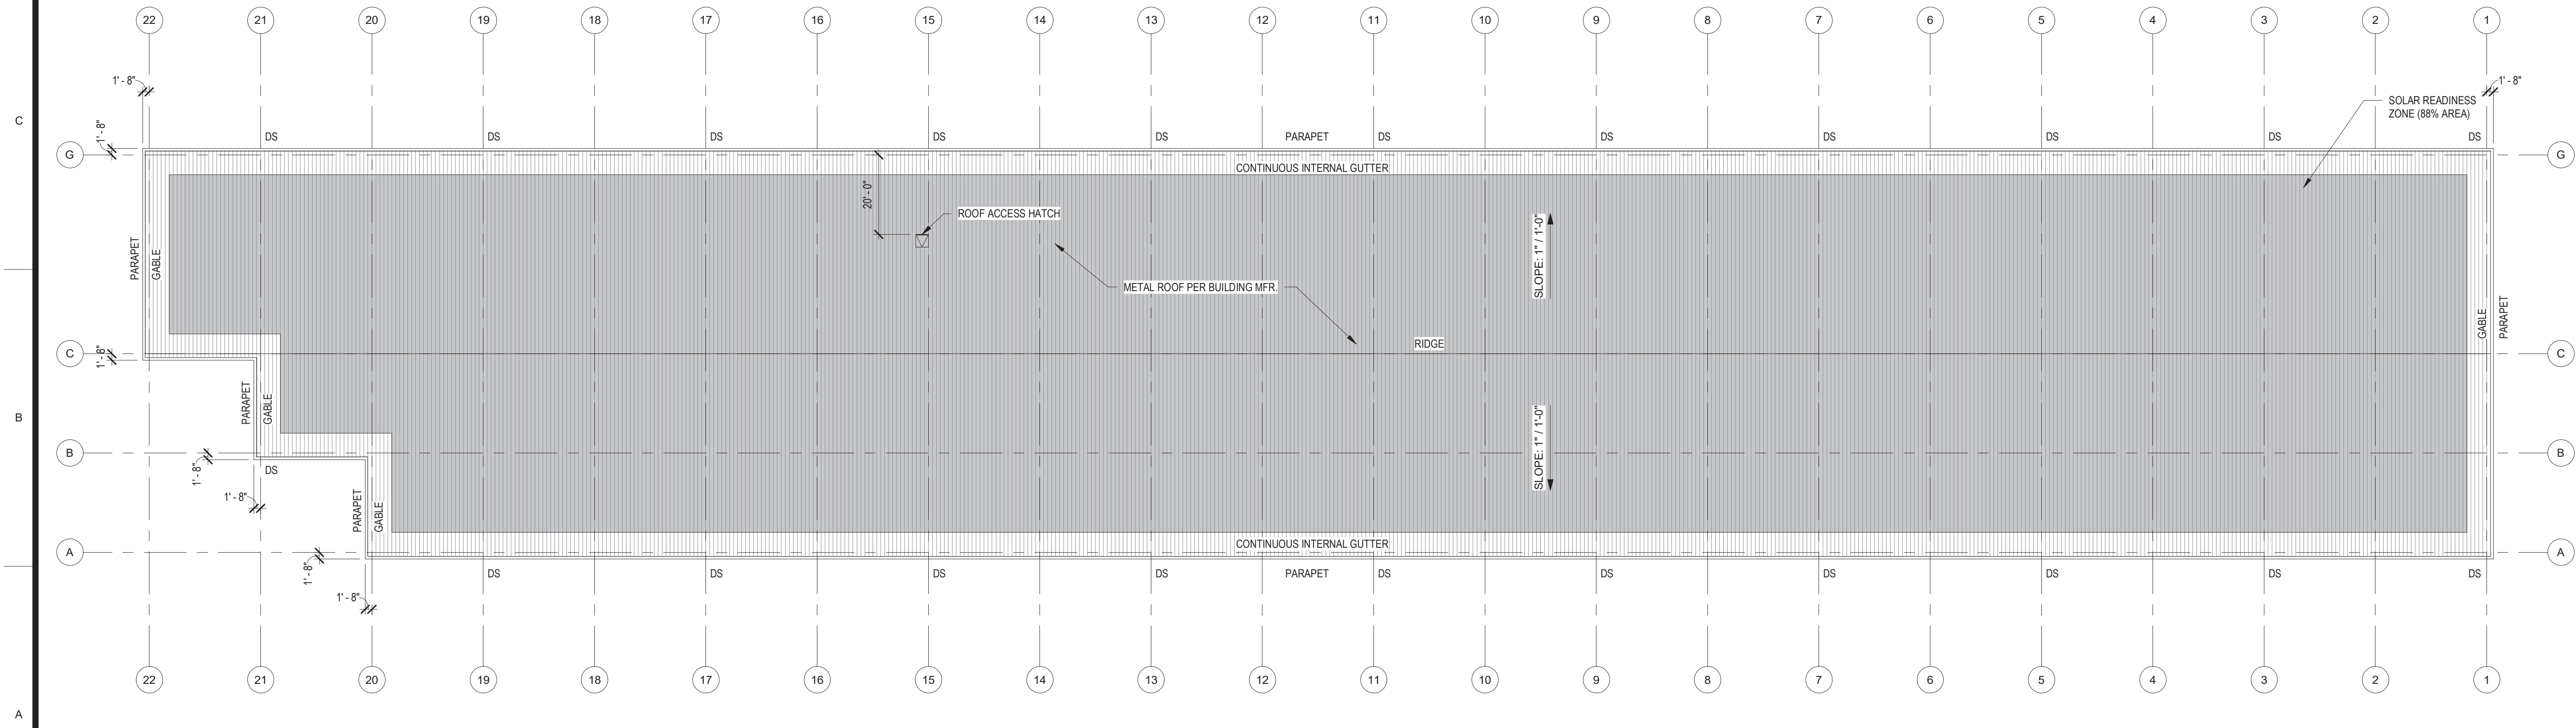 22 21 20 19 18 17 16 15 14 13 12 11 10 9 8 7 6 5 4 3 2 1
1' - 8" 1' - 8"
SOLAR READINESS
ZONE (88% AREA)
C
1' - 8"
DS DS DS DS DS PARAPET DS DS DS DS DS DS
G G
CONTINUOUS INTERNAL GUTTER
20' - 0"
ROOF ACCESS HATCH
SLOPE: 1" / 1'-0"
PARAPET
GABLE
METAL ROOF PER BUILDING MFR.
GABLE
PARAPET
RIDGE
C C
1' - 8"
PARAPET
GABLE
B
SLOPE: 1" / 1'-0"
B B
1' - 8"
DS
1' - 8"
PARAPET
GABLE
CONTINUOUS INTERNAL GUTTER
A A
1' - 8"
DS DS DS DS PARAPET DS DS DS DS DS DS
1' - 8"
22 21 20 19 18 17 16 15 14 13 12 11 10 9 8 7 6 5 4 3 2 1
A